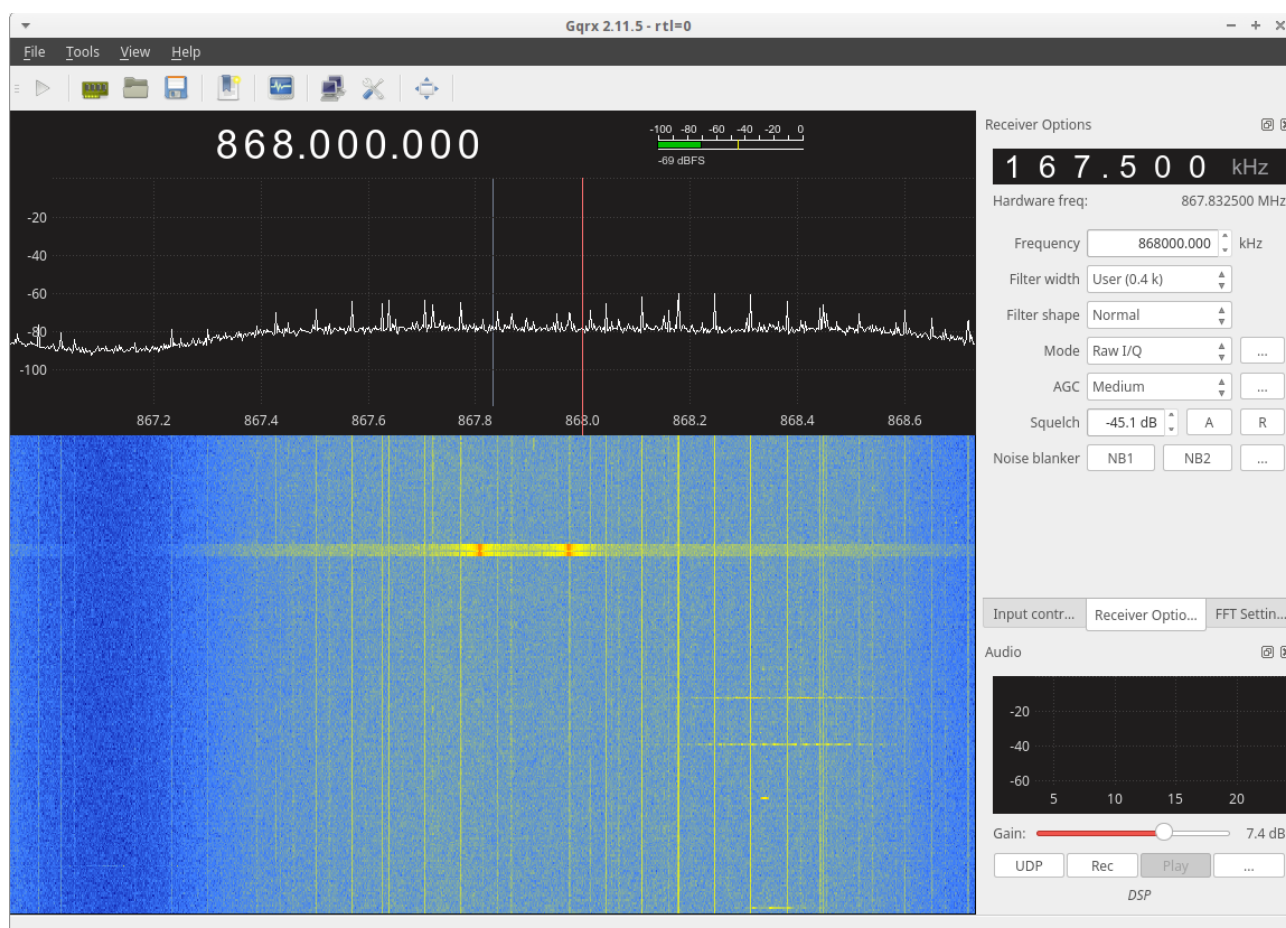 Gqrx 2.11.5 - rtl=0
File Tools View Help
868.000.000
-100 -80 -60 -40 -20 0
-69 dBFS
-20
-40
-60
-80
-100
867.2 867.4 867.6 867.8 868.0 868.2 868.4 868.6
Receiver Options
167.500 kHz
Hardware freq: 867.832500 MHz
Frequency 868000.000 kHz
Filter width User (0.4 k)
Filter shape Normal
Mode Raw I/Q ...
AGC Medium ...
Squelch -45.1 dB A R
Noise blanker NB1 NB2 ...
Input contr... Receiver Optio... FFT Settin...
Audio
-20
-40
-60
5 10 15 20
Gain: 7.4 dB
UDP Rec Play ...
DSP